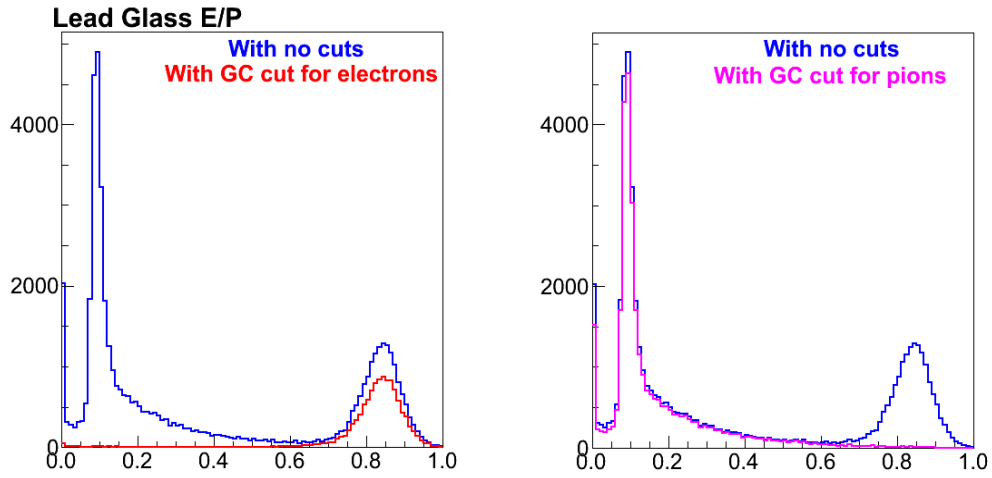 Lead Glass E/P
With no cuts
With GC cut for electrons
4000
2000
0
0.0 0.2 0.4 0.6 0.8 1.0
With no cuts
With GC cut for pions
4000
2000
0
0.0 0.2 0.4 0.6 0.8 1.0